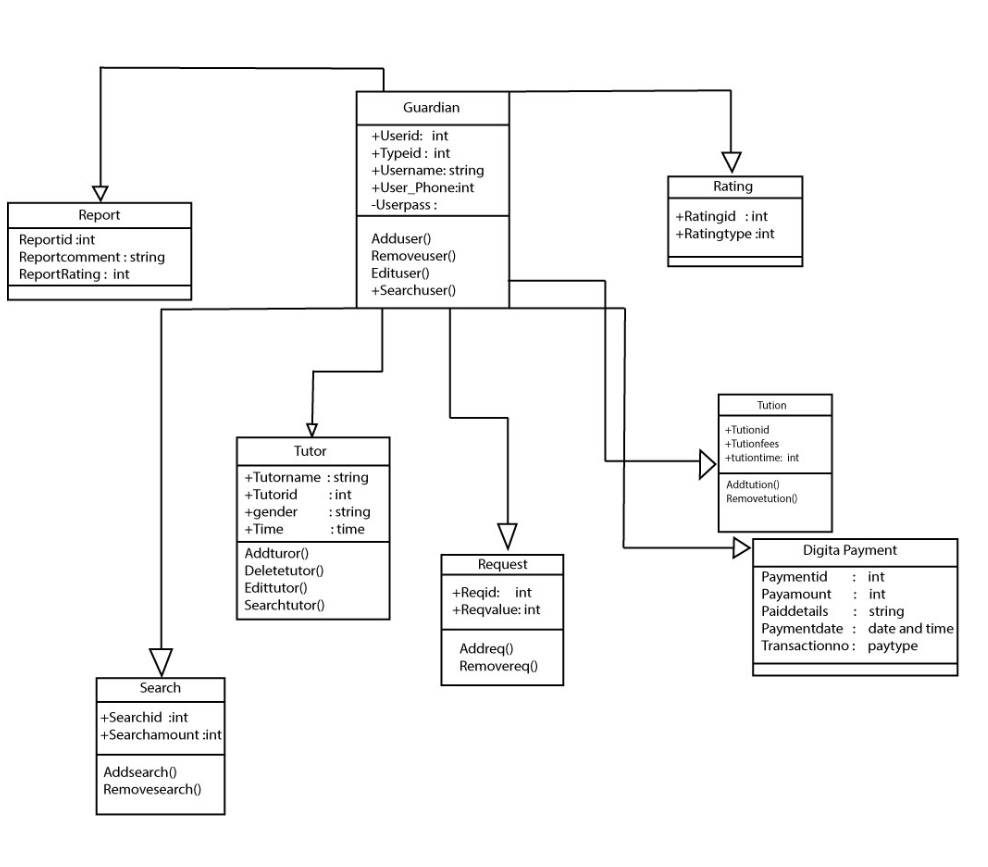 Guardian
+Userid: int
+Typeid : int
+Username: string
+User_Phone:int
-Userpass :
Adduser()
Removeuser()
Edituser()
+Searchuser()
Report
Reportid :int
Reportcomment : string
ReportRating : int
Rating
+Ratingid : int
+Ratingtype :int
Tutor
+Tutorname : string
+Tutorid : int
+gender : string
+Time : time
Addturor()
Deletetutor()
Edittutor()
Searchtutor()
Request
+Reqid: int
+Reqvalue: int
Addreq()
Removereq()
Tution
+Tutionid
+Tutionfees
+tutiontime: int
Addtution()
Removetution()
Digita Payment
Paymentid : int
Payamount : int
Paiddetails : string
Paymentdate : date and time
Transactionno : paytype
Search
+Searchid :int
+Searchamount :int
Addsearch()
Removesearch()